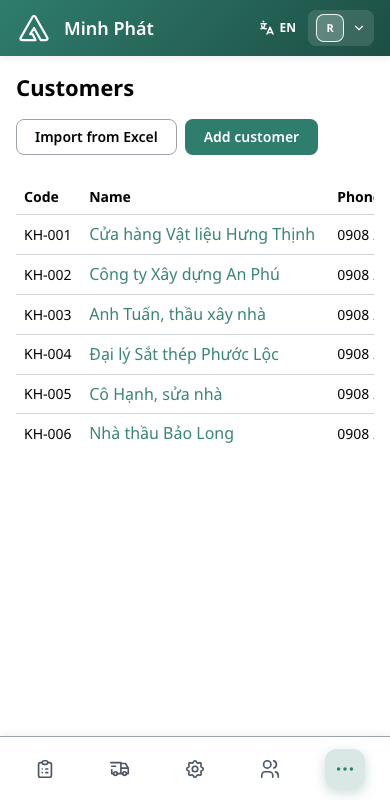 Minh Phát
EN
R
Customers
Import from Excel
Add customer
Code Name
KH-001 Cửa hàng Vật liệu Hưng Thịnh 0908
KH-002 Công ty Xây dựng An Phú 0908
KH-003 Anh Tuấn, thầu xây nhà 0908
KH-004 Đại lý Sắt thép Phước Lộc 0908
KH-005 Cô Hạnh, sửa nhà 0908
KH-006 Nhà thầu Bảo Long 0908